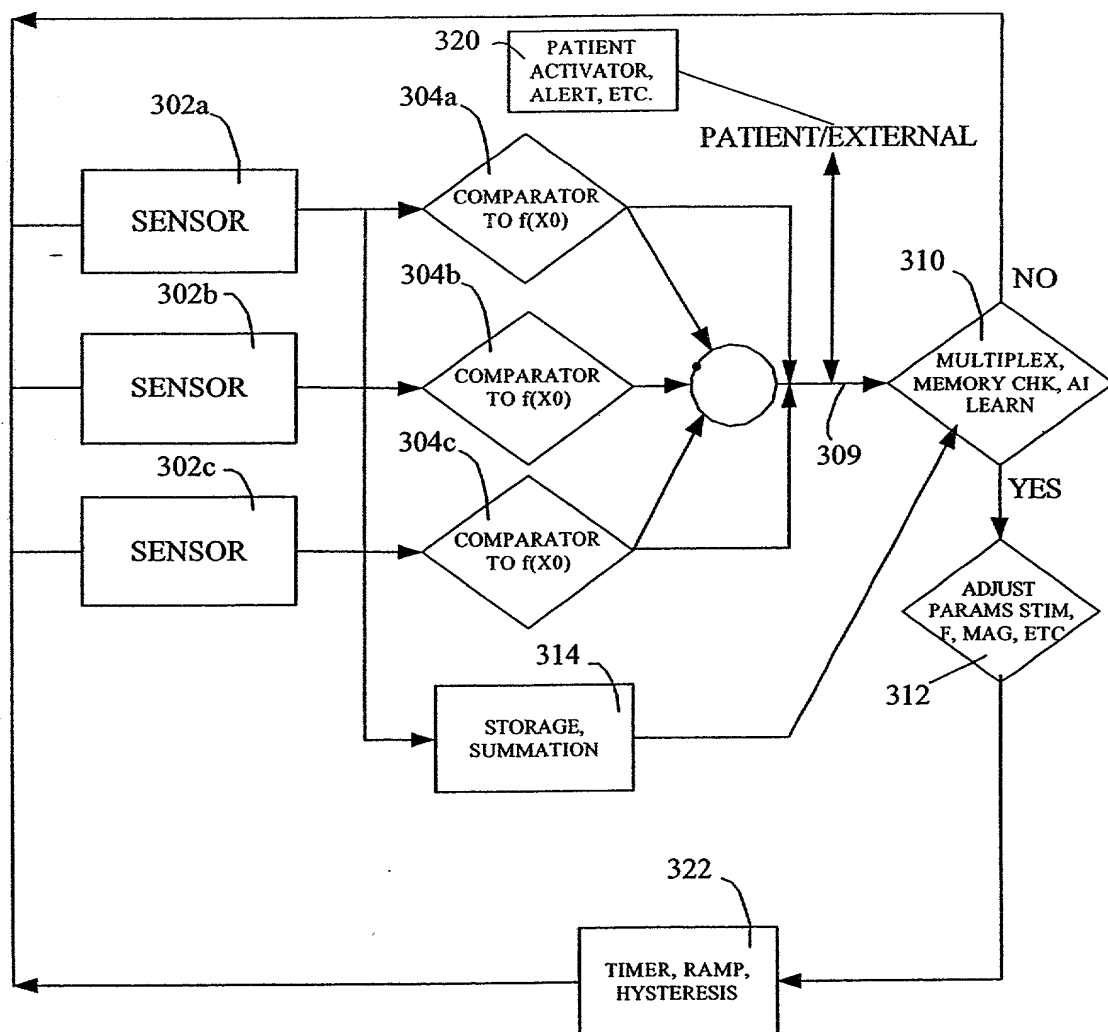 320
PATIENT
ACTIVATOR,
ALERT, ETC.
302a
304a
PATIENT/EXTERNAL
SENSOR
COMPARATOR
TO f(X0)
302b
304b
310
NO
SENSOR
COMPARATOR
TO f(X0)
MULTIPLEX,
MEMORY CHK, AI
LEARN
302c
304c
309
YES
SENSOR
COMPARATOR
TO f(X0)
ADJUST
PARAMS STIM,
F, MAG, ETC
312
314
STORAGE,
SUMMATION
322
TIMER, RAMP,
HYSTERESIS